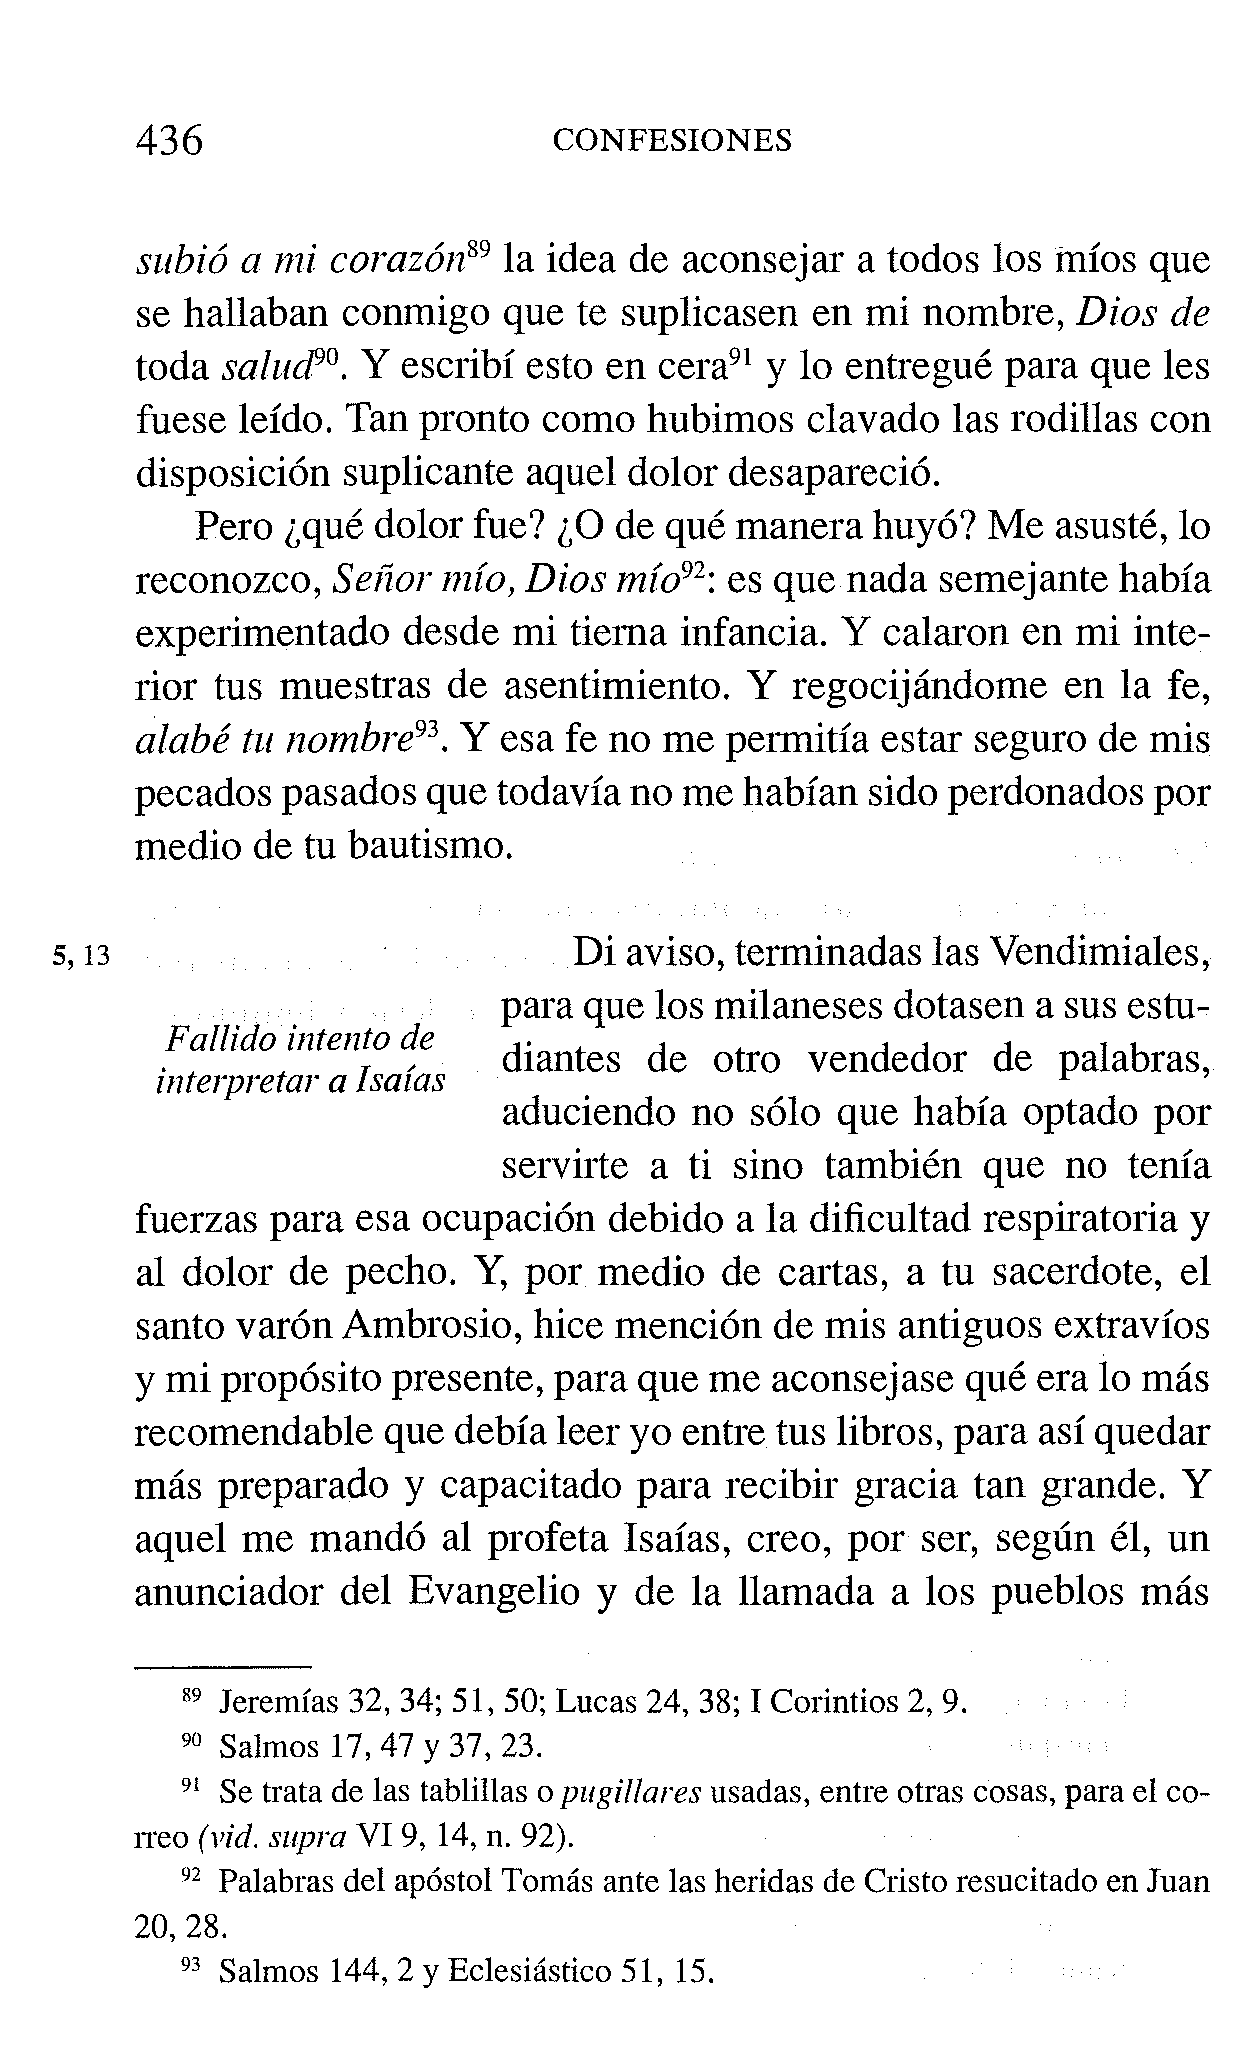 436 CONFESIONES
subió a mi corazón⁸⁹ la idea de aconsejar a todos los míos que
se hallaban conmigo que te suplicasen en mi nombre, Dios de
toda salud⁹⁰. Y escribí esto en cera⁹¹ y lo entregué para que les
fuese leído. Tan pronto como hubimos clavado las rodillas con
disposición suplicante aquel dolor desapareció.
Pero ¿qué dolor fue? ¿O de qué manera huyó? Me asusté, lo
reconozco, Señor mío, Dios mío⁹²: es que nada semejante había
experimentado desde mi tierna infancia. Y calaron en mi inte-
rior tus muestras de asentimiento. Y regocijándome en la fe,
alabé tu nombre⁹³. Y esa fe no me permitía estar seguro de mis
pecados pasados que todavía no me habían sido perdonados por
medio de tu bautismo.
5, 13
Fallido intento de
interpretar a Isaías
Di aviso, terminadas las Vendimiales,
para que los milaneses dotasen a sus estu-
diantes de otro vendedor de palabras,
aduciendo no sólo que había optado por
servirte a ti sino también que no tenía
fuerzas para esa ocupación debido a la dificultad respiratoria y
al dolor de pecho. Y, por medio de cartas, a tu sacerdote, el
santo varón Ambrosio, hice mención de mis antiguos extravíos
y mi propósito presente, para que me aconsejase qué era lo más
recomendable que debía leer yo entre tus libros, para así quedar
más preparado y capacitado para recibir gracia tan grande. Y
aquel me mandó al profeta Isaías, creo, por ser, según él, un
anunciador del Evangelio y de la llamada a los pueblos más
⁸⁹ Jeremías 32, 34; 51, 50; Lucas 24, 38; I Corintios 2, 9.
⁹⁰ Salmos 17, 47 y 37, 23.
⁹¹ Se trata de las tablillas o pugillares usadas, entre otras cosas, para el co-
rreo (vid. supra VI 9, 14, n. 92).
⁹² Palabras del apóstol Tomás ante las heridas de Cristo resucitado en Juan
20, 28.
⁹³ Salmos 144, 2 y Eclesiástico 51, 15.